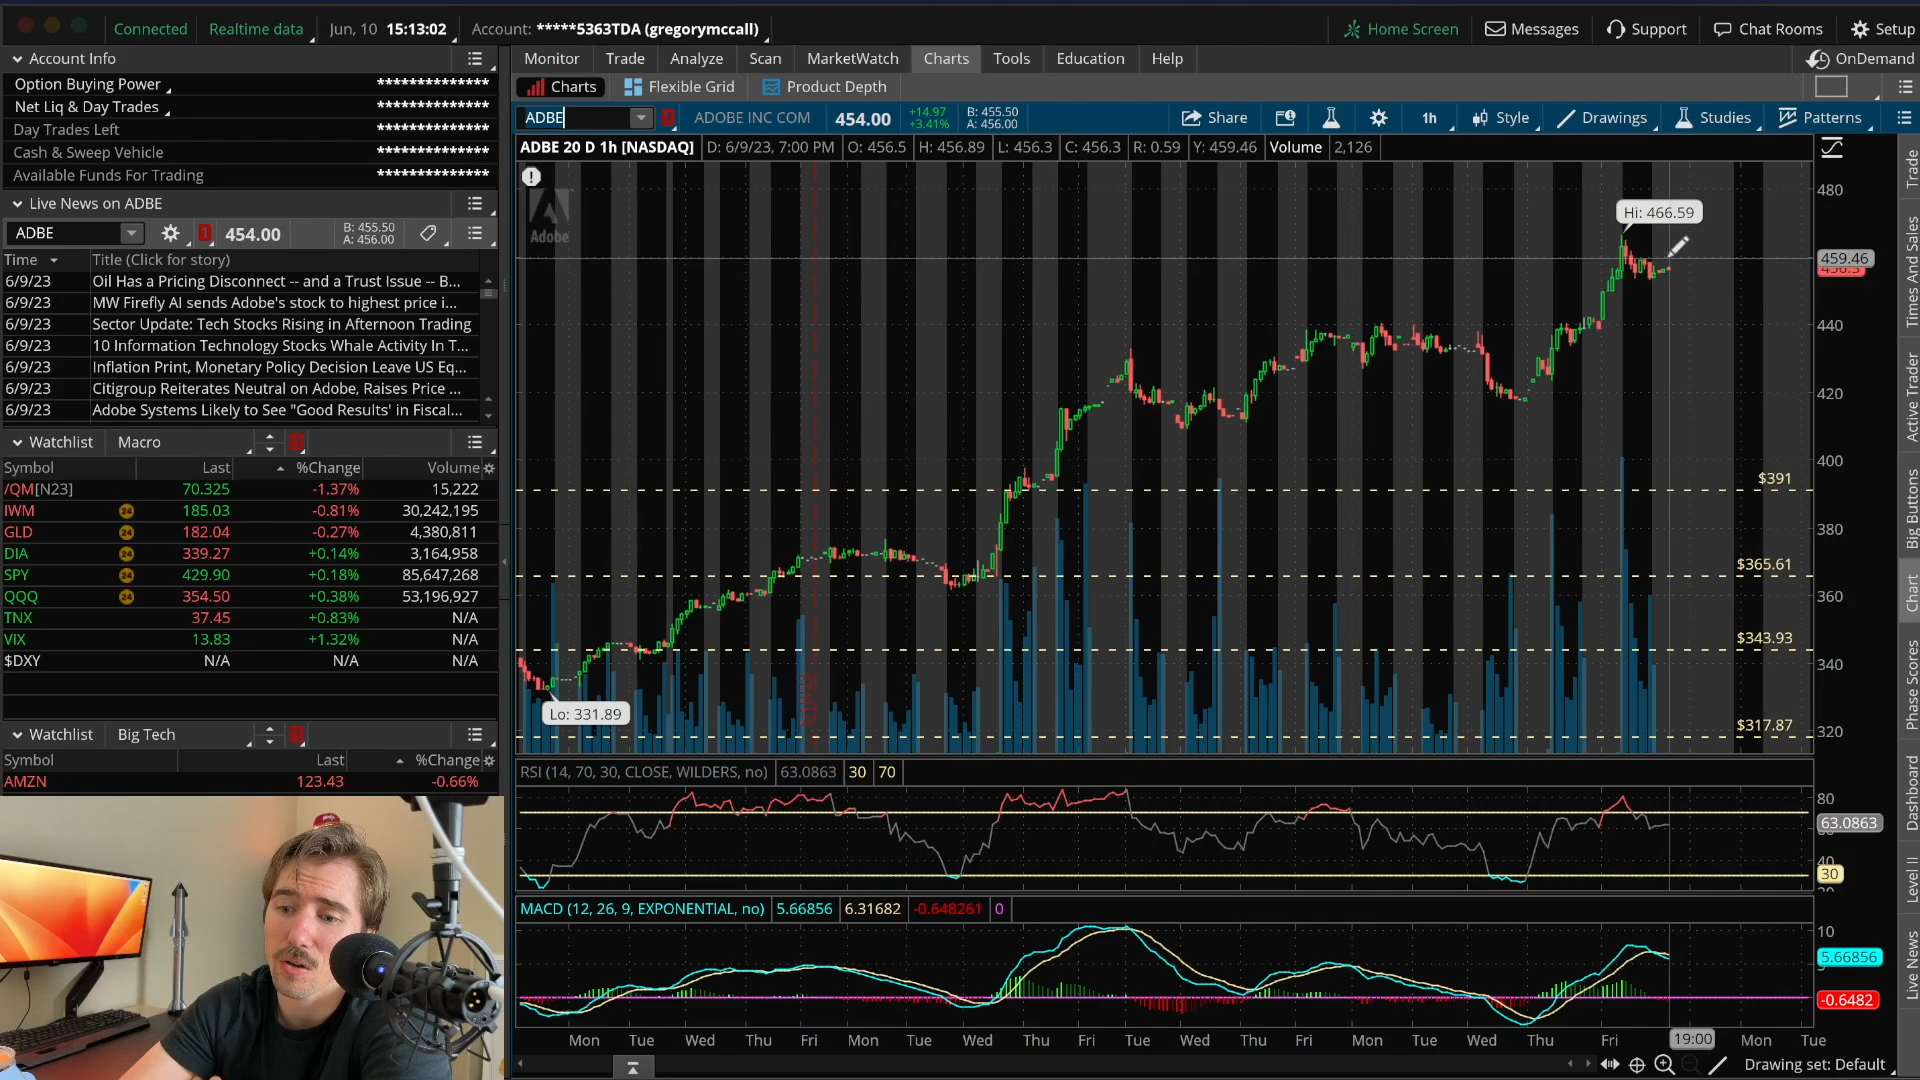 Connected Realtime data Jun, 10 15:13:02 Account: *****5363TDA (gregorymccall) Home Screen Messages Support Chat Rooms Setup
Account Info
Option Buying Power **************
Net Liq & Day Trades **************
Day Trades Left **************
Cash & Sweep Vehicle **************
Available Funds For Trading **************
Live News on ADBE
ADBE 1 454.00 B: 455.50 A: 456.00
Time Title (Click for story)
6/9/23 Oil Has a Pricing Disconnect -- and a Trust Issue -- B...
6/9/23 MW Firefly AI sends Adobe's stock to highest price i...
6/9/23 Sector Update: Tech Stocks Rising in Afternoon Trading
6/9/23 10 Information Technology Stocks Whale Activity In T...
6/9/23 Inflation Print, Monetary Policy Decision Leave US Eq...
6/9/23 Citigroup Reiterates Neutral on Adobe, Raises Price ...
6/9/23 Adobe Systems Likely to See "Good Results' in Fiscal...
Watchlist Macro
Symbol Last %Change Volume
/QM[N23] 70.325 -1.37% 15,222
IWM 24 185.03 -0.81% 30,242,195
GLD 24 182.04 -0.27% 4,380,811
DIA 24 339.27 +0.14% 3,164,958
SPY 24 429.90 +0.18% 85,647,268
QQQ 24 354.50 +0.38% 53,196,927
TNX 37.45 +0.83% N/A
VIX 13.83 +1.32% N/A
$DXY N/A N/A N/A
Watchlist Big Tech
Symbol Last %Change
AMZN 123.43 -0.66%
Monitor Trade Analyze Scan MarketWatch Charts Tools Education Help
OnDemand
Charts Flexible Grid Product Depth
ADBE ADOBE INC COM 454.00 +14.97 +3.41% B: 455.50 A: 456.00 Share 1h Style Drawings Studies Patterns
ADBE 20 D 1h [NASDAQ] D: 6/9/23, 7:00 PM O: 456.5 H: 456.89 L: 456.3 C: 456.3 R: 0.59 Y: 459.46 Volume 2,126
Adobe
Hi: 466.59
Lo: 331.89
480
459.46
456.3
440
420
400
$391
380
$365.61
360
$343.93
340
$317.87
320
RSI (14, 70, 30, CLOSE, WILDERS, no) 63.0863 30 70
80
63.0863
40
30
20
MACD (12, 26, 9, EXPONENTIAL, no) 5.66856 6.31682 -0.648261 0
10
5.66856
-0.6482
Mon Tue Wed Thu Fri Mon Tue Wed Thu Fri Tue Wed Thu Fri Mon Tue Wed Thu Fri 19:00 Mon Tue
Drawing set: Default
Trade
Times And Sales
Active Trader
Big Buttons
Chart
Phase Scores
Dashboard
Level II
Live News